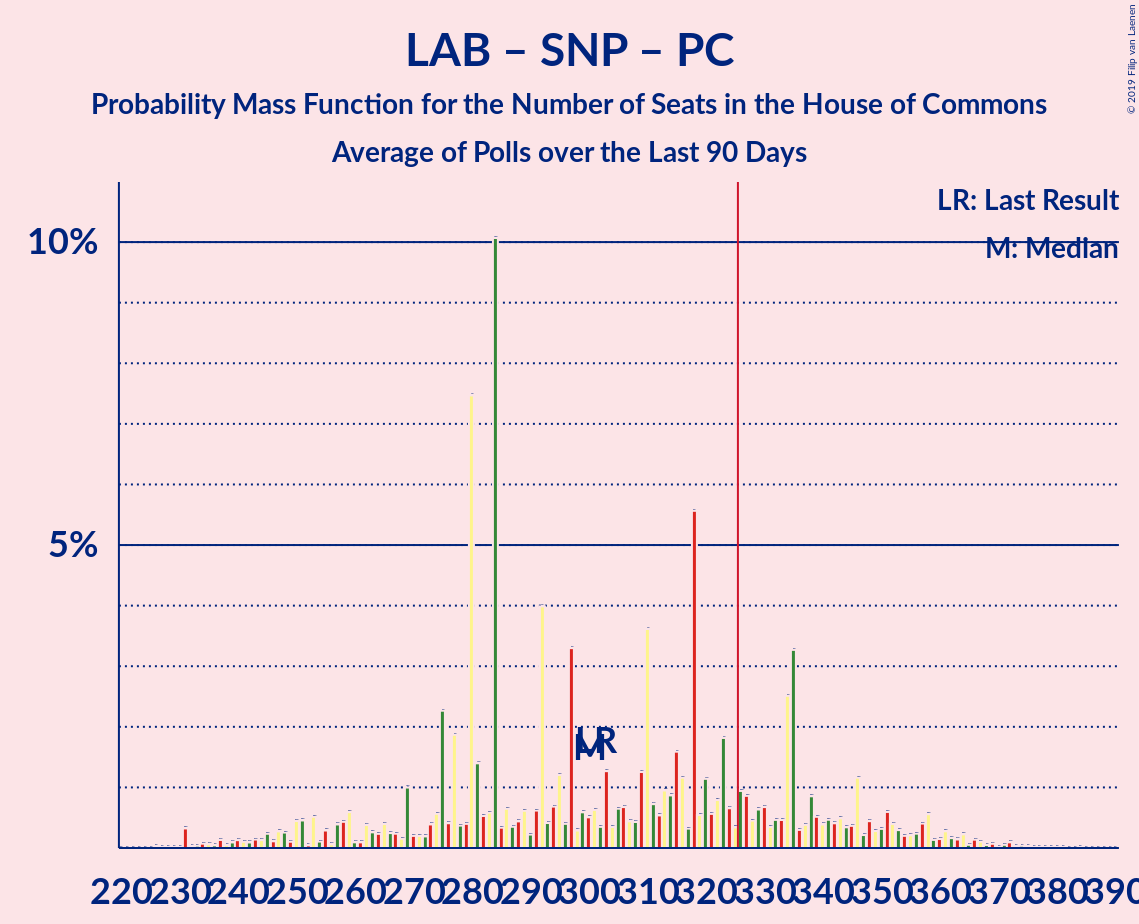 LAB – SNP – PC
Probability Mass Function for the Number of Seats in the House of Commons
Average of Polls over the Last 90 Days
© 2019 Filip van Laenen
LR: Last Result
M: Median
10%
5%
LR
M
220 230 240 250 260 270 280 290 300 310 320 330 340 350 360 370 380 390